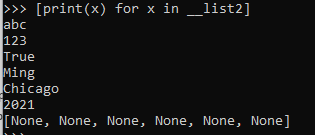 >>> [print(x) for x in __list2]
abc
123
True
Ming
Chicago
2021
[None, None, None, None, None, None]
>>>